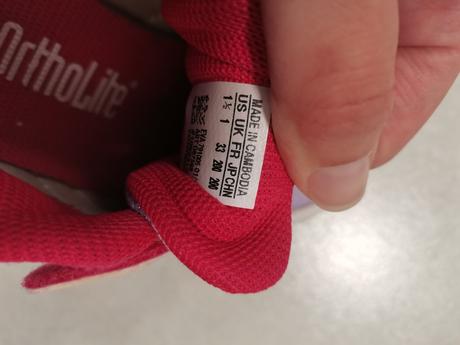 OrthoLite
MADE IN CAMBODIA
US UK FR JP CHN
1½ 1 33 200 200